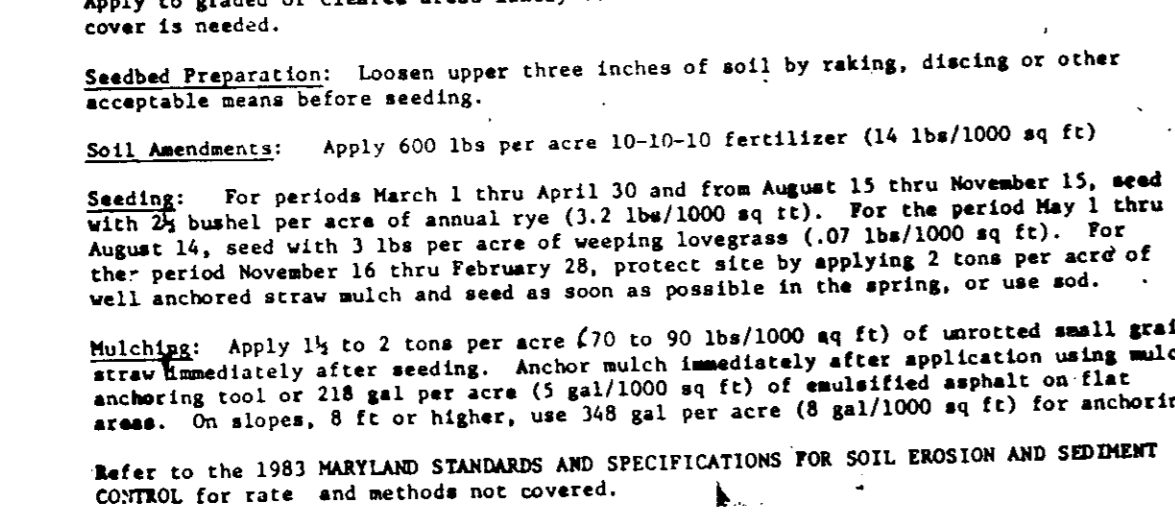 Apply to graded or cleared areas
cover is needed.
Seedbed Preparation: Loosen upper three inches of soil by raking, discing or other
acceptable means before seeding.
Soil Amendments: Apply 600 lbs per acre 10-10-10 fertilizer (14 lbs/1000 sq ft)
Seeding: For periods March 1 thru April 30 and from August 15 thru November 15, seed
with 2½ bushel per acre of annual rye (3.2 lbs/1000 sq ft). For the period May 1 thru
August 14, seed with 3 lbs per acre of weeping lovegrass (.07 lbs/1000 sq ft). For
the period November 16 thru February 28, protect site by applying 2 tons per acre of
well anchored straw mulch and seed as soon as possible in the spring, or use sod.
Mulching: Apply 1½ to 2 tons per acre (70 to 90 lbs/1000 sq ft) of unrotted small grai
straw immediately after seeding. Anchor mulch immediately after application using mulc
anchoring tool or 218 gal per acre (5 gal/1000 sq ft) of emulsified asphalt on flat
areas. On slopes, 8 ft or higher, use 348 gal per acre (8 gal/1000 sq ft) for anchorin
Refer to the 1983 MARYLAND STANDARDS AND SPECIFICATIONS FOR SOIL EROSION AND SEDIMENT
CONTROL for rate and methods not covered.